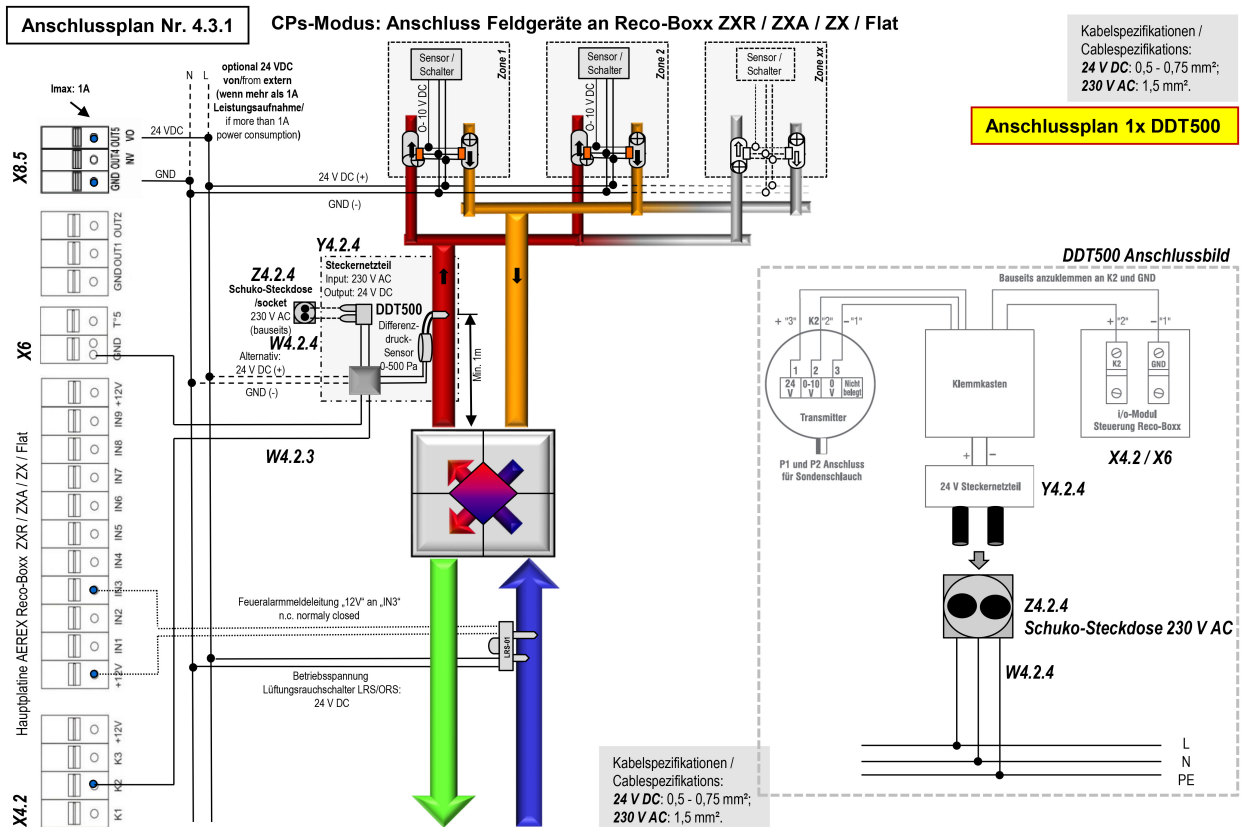 Anschlussplan Nr. 4.3.1
CPs-Modus: Anschluss Feldgeräte an Reco-Boxx ZXR / ZXA / ZX / Flat
Kabelspezifikationen /
Cablespezifikations:
24 V DC: 0,5 - 0,75 mm²;
230 V AC: 1,5 mm².
Anschlussplan 1x DDT500
N
L
optional 24 VDC
von/from extern
(wenn mehr als 1A
Leistungsaufnahme/
if more than 1A
power consumption)
Imax: 1A
Sensor /
Schalter
Zone 1
0- 10 V DC
Sensor /
Schalter
Zone 2
0- 10 V DC
Sensor /
Schalter
Zone xx
X8.5
OUT5
VO
OUT4
INV
GND
24 VDC
GND
24 V DC (+)
GND (-)
OUT2
OUT1
GND
X6
T°5
GND
Y4.2.4
Steckernetzteil
Input: 230 V AC
Output: 24 V DC
Z4.2.4
Schuko-Steckdose
/socket
230 V AC
(bauseits)
W4.2.4
DDT500
Differenz-
druck-
Sensor
0-500 Pa
Alternativ:
24 V DC (+)
GND (-)
Min. 1m
W4.2.3
Hauptplatine AEREX Reco-Boxx ZXR / ZXA / ZX / Flat
+12V
IN9
IN8
IN7
IN6
IN5
IN4
IN3
IN2
IN1
+12V
Feueralarmmeldeleitung „12V“ an „IN3“
n.c. normaly closed
LRS-01
Betriebsspannung
Lüftungsrauchschalter LRS/ORS:
24 V DC
X4.2
+12V
K3
K2
K1
Kabelspezifikationen /
Cablespezifikations:
24 V DC: 0,5 - 0,75 mm²;
230 V AC: 1,5 mm².
DDT500 Anschlussbild
Bauseits anzuklemmen an K2 und GND
+ "3"
K2 "2"
– "1"
+ "2"
– "1"
1
2
3
24
V
0-10
V
0
V
Nicht
belegt
Transmitter
P1 und P2 Anschluss
für Sondenschlauch
Klemmkasten
K2
GND
i/o-Modul
Steuerung Reco-Boxx
X4.2 / X6
+
–
24 V Steckernetzteil
Y4.2.4
Z4.2.4
Schuko-Steckdose 230 V AC
W4.2.4
L
N
PE